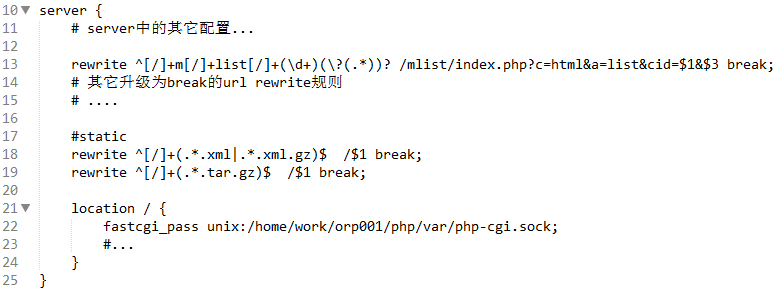 10 server {
11 # server中的其它配置...
12
13 rewrite ^[/]+m[/]+list[/]+(\d+)(\?(.*))? /mlist/index.php?c=html&a=list&cid=$1&$3 break;
14 # 其它升级为break的url rewrite规则
15 # ....
16
17 #static
18 rewrite ^[/]+(.*.xml|.*.xml.gz)$ /$1 break;
19 rewrite ^[/]+(.*.tar.gz)$ /$1 break;
20
21 location / {
22 fastcgi_pass unix:/home/work/orp001/php/var/php-cgi.sock;
23 #...
24 }
25 }